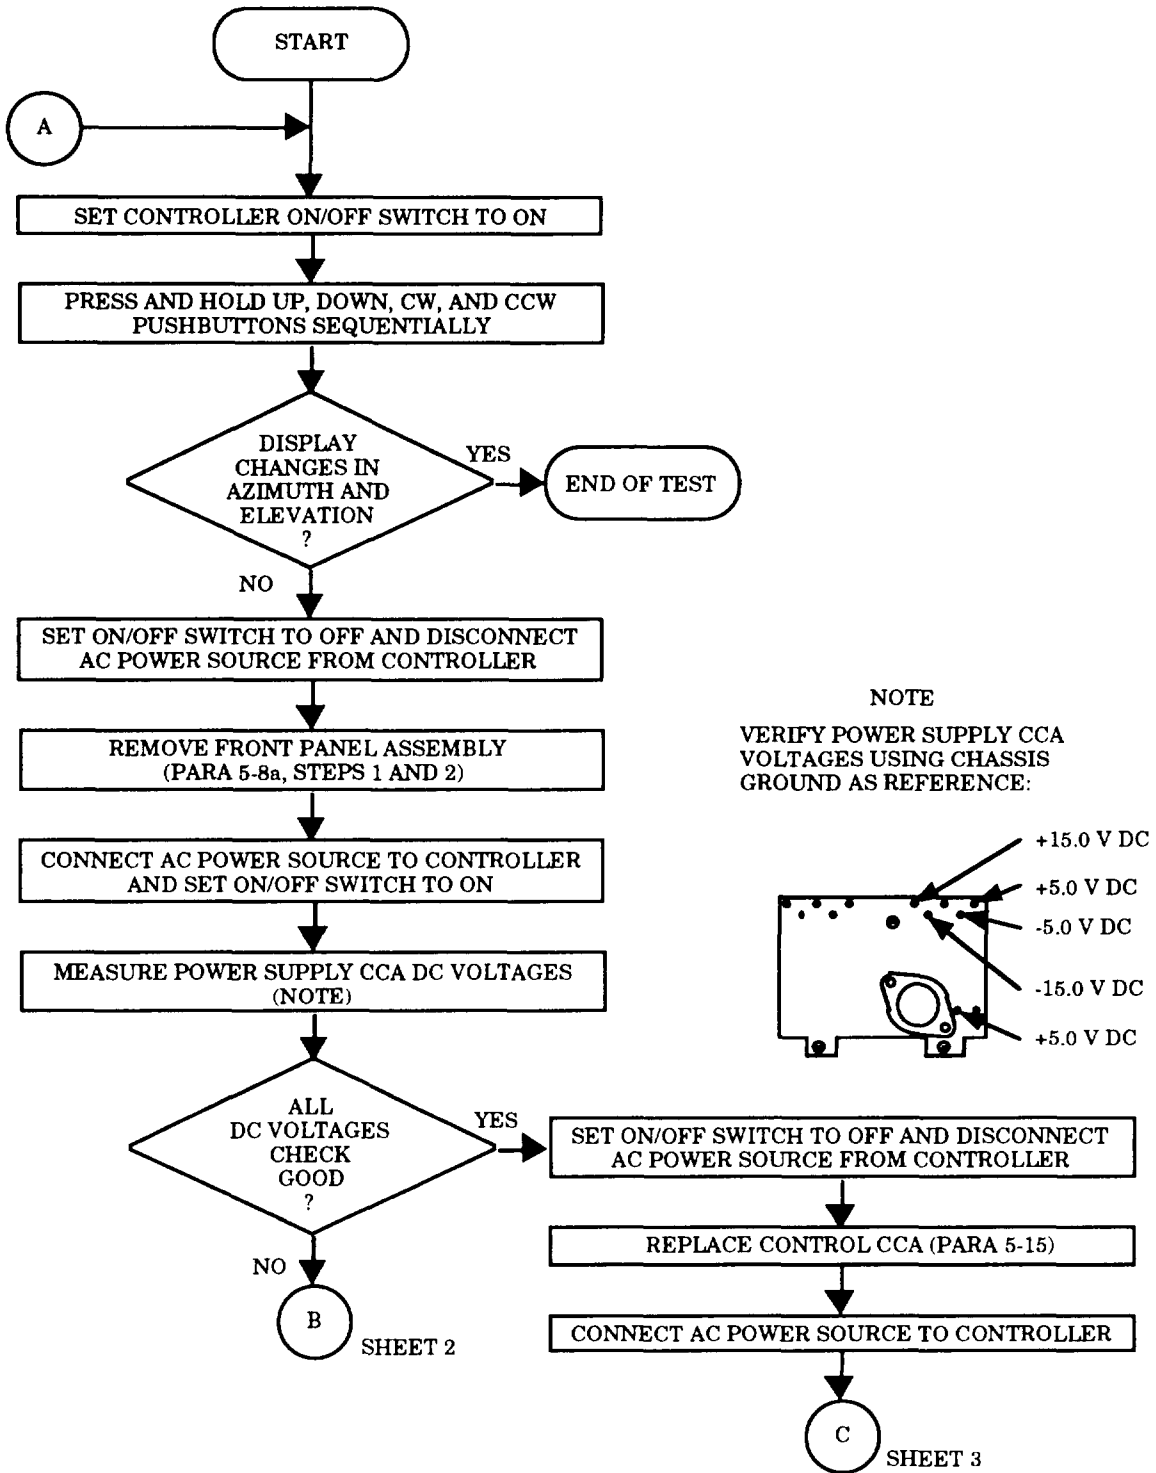 START
A
SET CONTROLLER ON/OFF SWITCH TO ON
PRESS AND HOLD UP, DOWN, CW, AND CCW
PUSHBUTTONS SEQUENTIALLY
DISPLAY
CHANGES IN
AZIMUTH AND
ELEVATION
?
YES
END OF TEST
NO
SET ON/OFF SWITCH TO OFF AND DISCONNECT
AC POWER SOURCE FROM CONTROLLER
REMOVE FRONT PANEL ASSEMBLY
(PARA 5-8a, STEPS 1 AND 2)
CONNECT AC POWER SOURCE TO CONTROLLER
AND SET ON/OFF SWITCH TO ON
MEASURE POWER SUPPLY CCA DC VOLTAGES
(NOTE)
NOTE
VERIFY POWER SUPPLY CCA
VOLTAGES USING CHASSIS
GROUND AS REFERENCE:
+15.0 V DC
+5.0 V DC
-5.0 V DC
-15.0 V DC
+5.0 V DC
ALL
DC VOLTAGES
CHECK
GOOD
?
YES
NO
B
SHEET 2
SET ON/OFF SWITCH TO OFF AND DISCONNECT
AC POWER SOURCE FROM CONTROLLER
REPLACE CONTROL CCA (PARA 5-15)
CONNECT AC POWER SOURCE TO CONTROLLER
C
SHEET 3